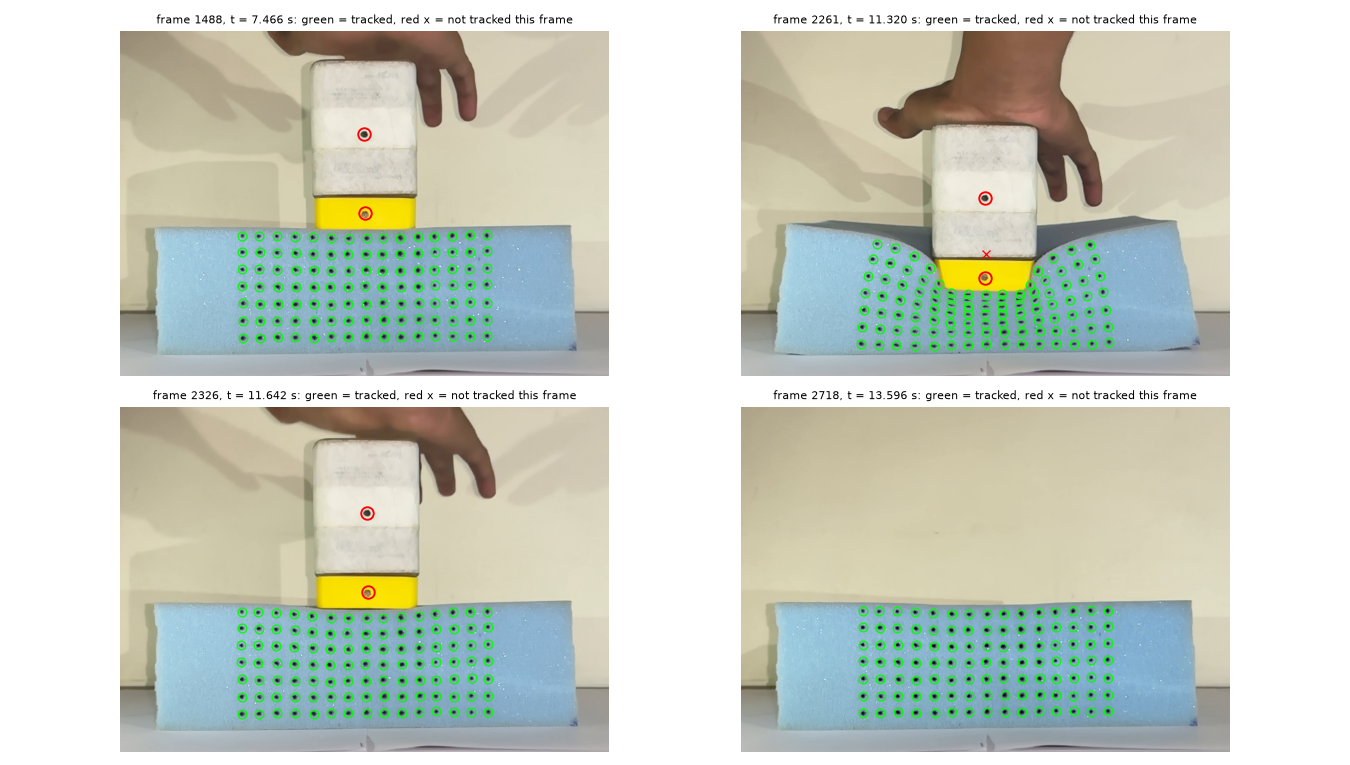 frame 1488, t = 7.466 s: green = tracked, red x = not tracked this frame
frame 2261, t = 11.320 s: green = tracked, red x = not tracked this frame
frame 2326, t = 11.642 s: green = tracked, red x = not tracked this frame
frame 2718, t = 13.596 s: green = tracked, red x = not tracked this frame